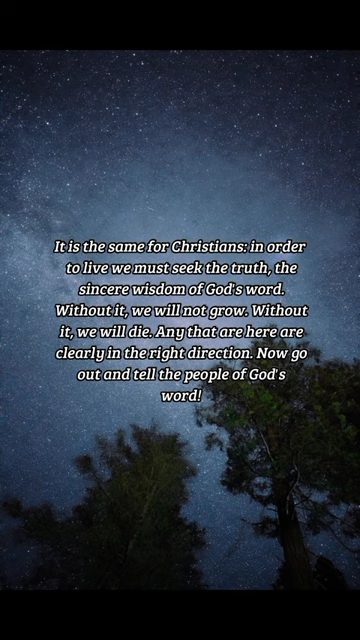 It is the same for Christians: in order
to live we must seek the truth, the
sincere wisdom of God's word.
Without it, we will not grow. Without
it, we will die. Any that are here are
clearly in the right direction. Now go
out and tell the people of God's
word!